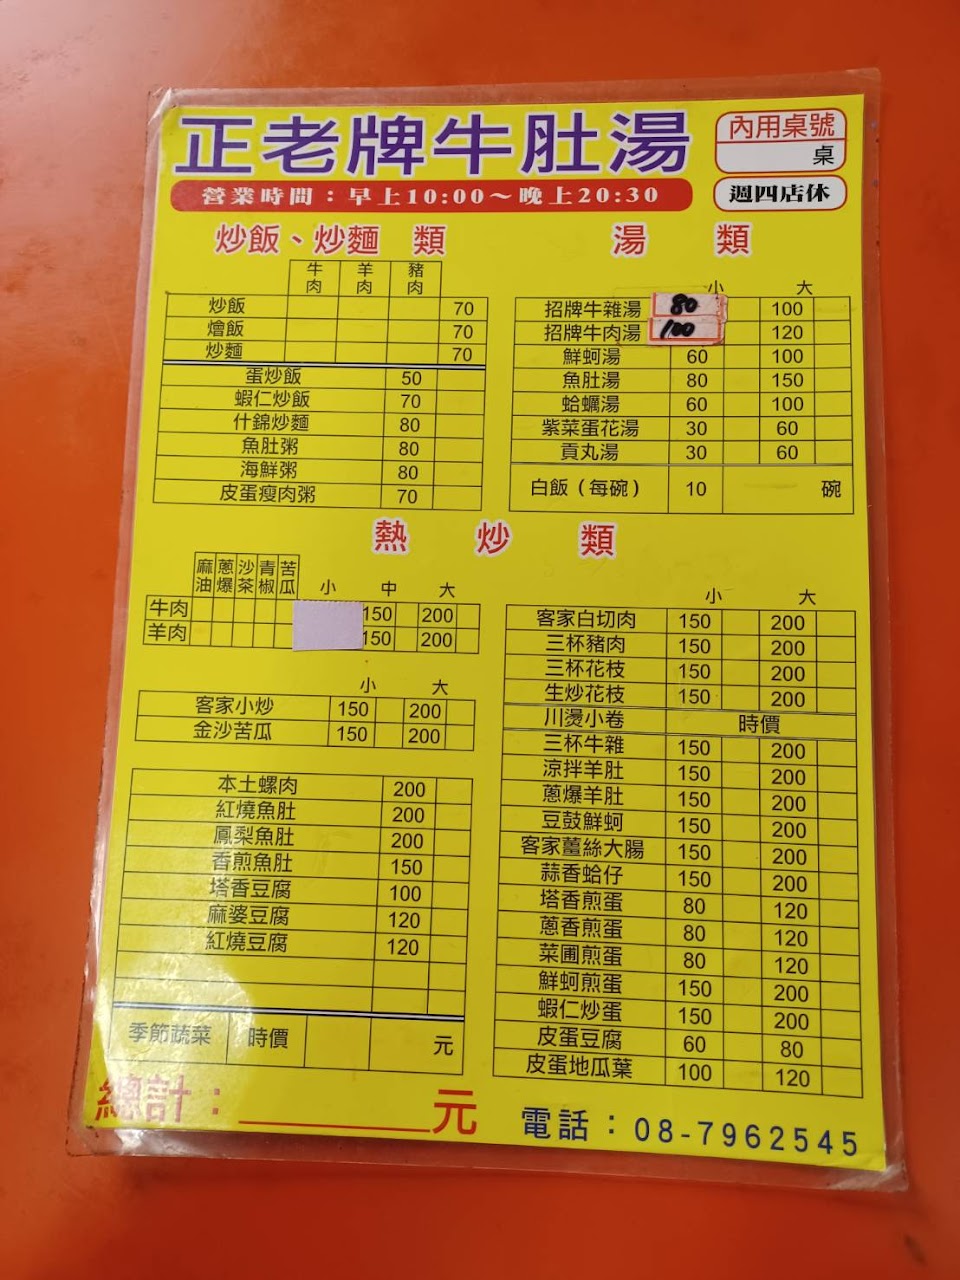 正老牌牛肚湯
內用桌號
桌
營業時間：早上10:00～晚上20:30
週四店休
炒飯、炒麵 類
牛肉 羊肉 豬肉
炒飯 70
燴飯 70
炒麵 70
蛋炒飯 50
蝦仁炒飯 70
什錦炒麵 80
魚肚粥 80
海鮮粥 80
皮蛋瘦肉粥 70
湯 類
小 大
招牌牛雜湯 80 100
招牌牛肉湯 100 120
鮮蚵湯 60 100
魚肚湯 80 150
蛤蠣湯 60 100
紫菜蛋花湯 30 60
貢丸湯 30 60
白飯（每碗） 10 碗
熱 炒 類
麻油 蔥爆 沙茶 青椒 苦瓜 小 中 大
牛肉 150 200
羊肉 150 200
小 大
客家小炒 150 200
金沙苦瓜 150 200
本土螺肉 200
紅燒魚肚 200
鳳梨魚肚 200
香煎魚肚 150
塔香豆腐 100
麻婆豆腐 120
紅燒豆腐 120
季節蔬菜 時價 元
小 大
客家白切肉 150 200
三杯豬肉 150 200
三杯花枝 150 200
生炒花枝 150 200
川燙小卷 時價
三杯牛雜 150 200
涼拌羊肚 150 200
蔥爆羊肚 150 200
豆鼓鮮蚵 150 200
客家薑絲大腸 150 200
蒜香蛤仔 150 200
塔香煎蛋 80 120
蔥香煎蛋 80 120
菜圃煎蛋 80 120
鮮蚵煎蛋 150 200
蝦仁炒蛋 150 200
皮蛋豆腐 60 80
皮蛋地瓜葉 100 120
總計：元
電話：08-7962545